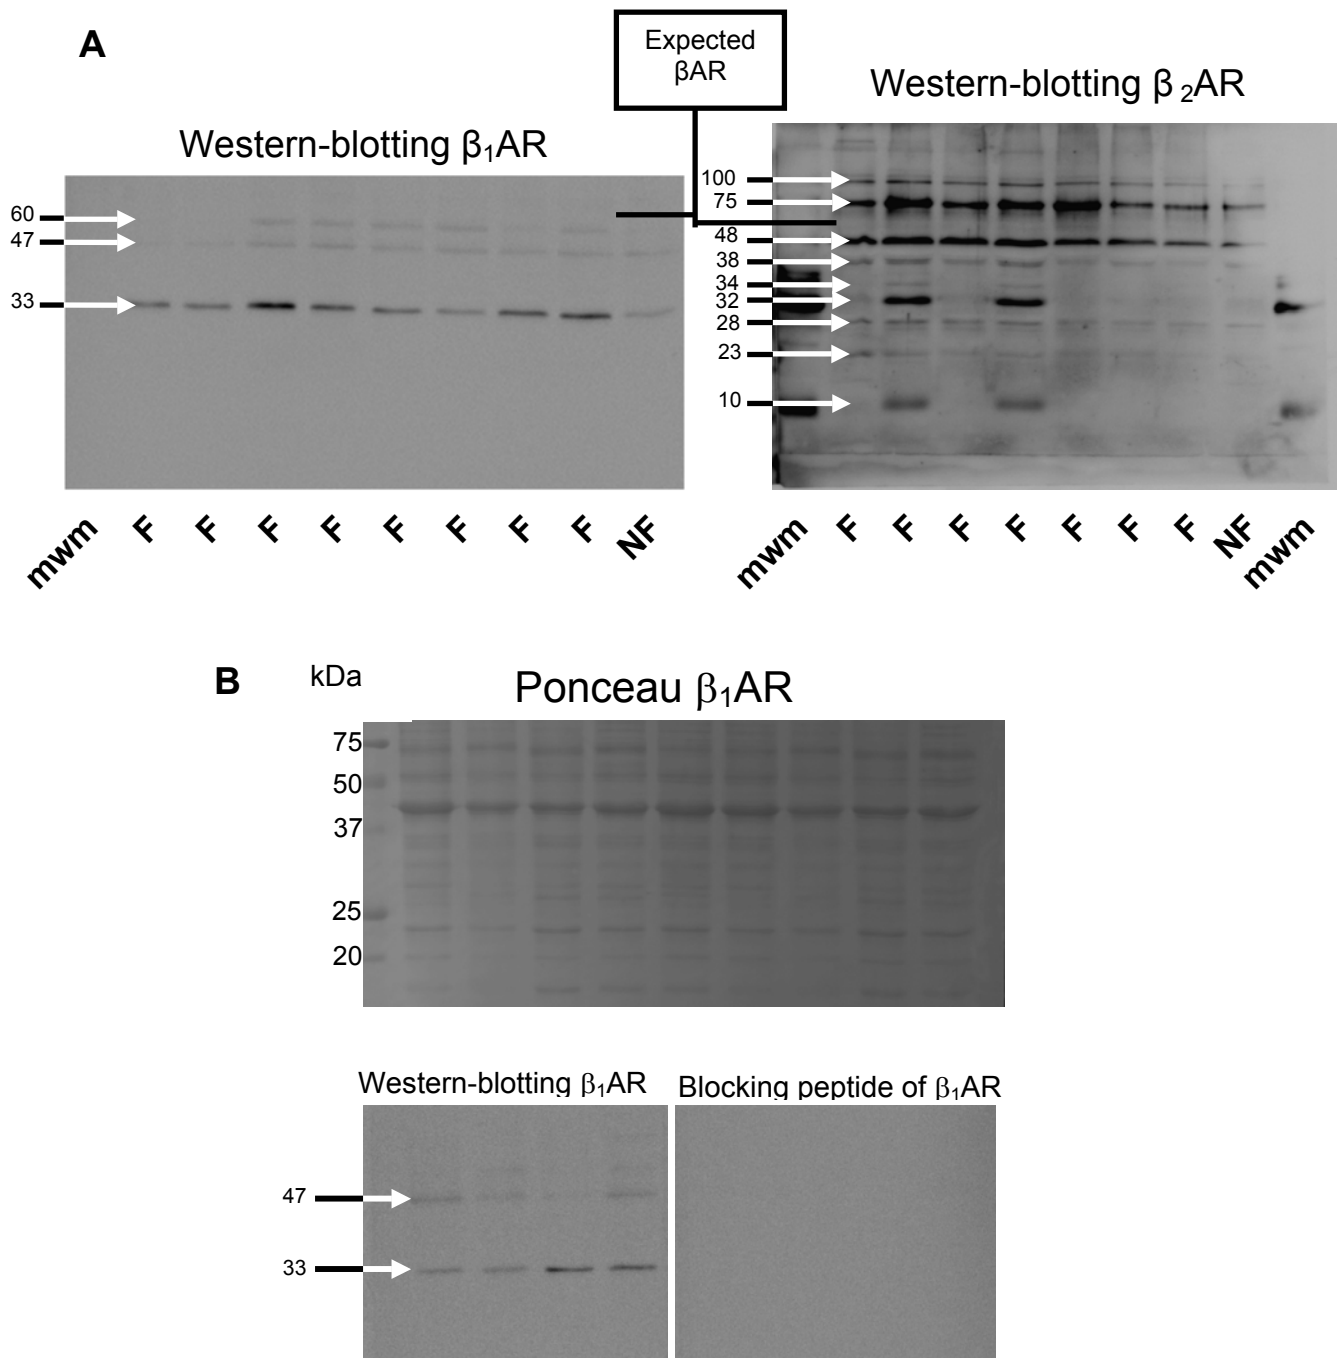 A
Expected
βAR
Western-blotting β₁AR
Western-blotting β ₂AR
60
47
33
100
75
48
38
34
32
28
23
10
mwm F F F F F F F F NF
mwm F F F F F F F NF mwm
B
kDa
Ponceau β₁AR
75
50
37
25
20
Western-blotting β₁AR
Blocking peptide of β₁AR
47
33